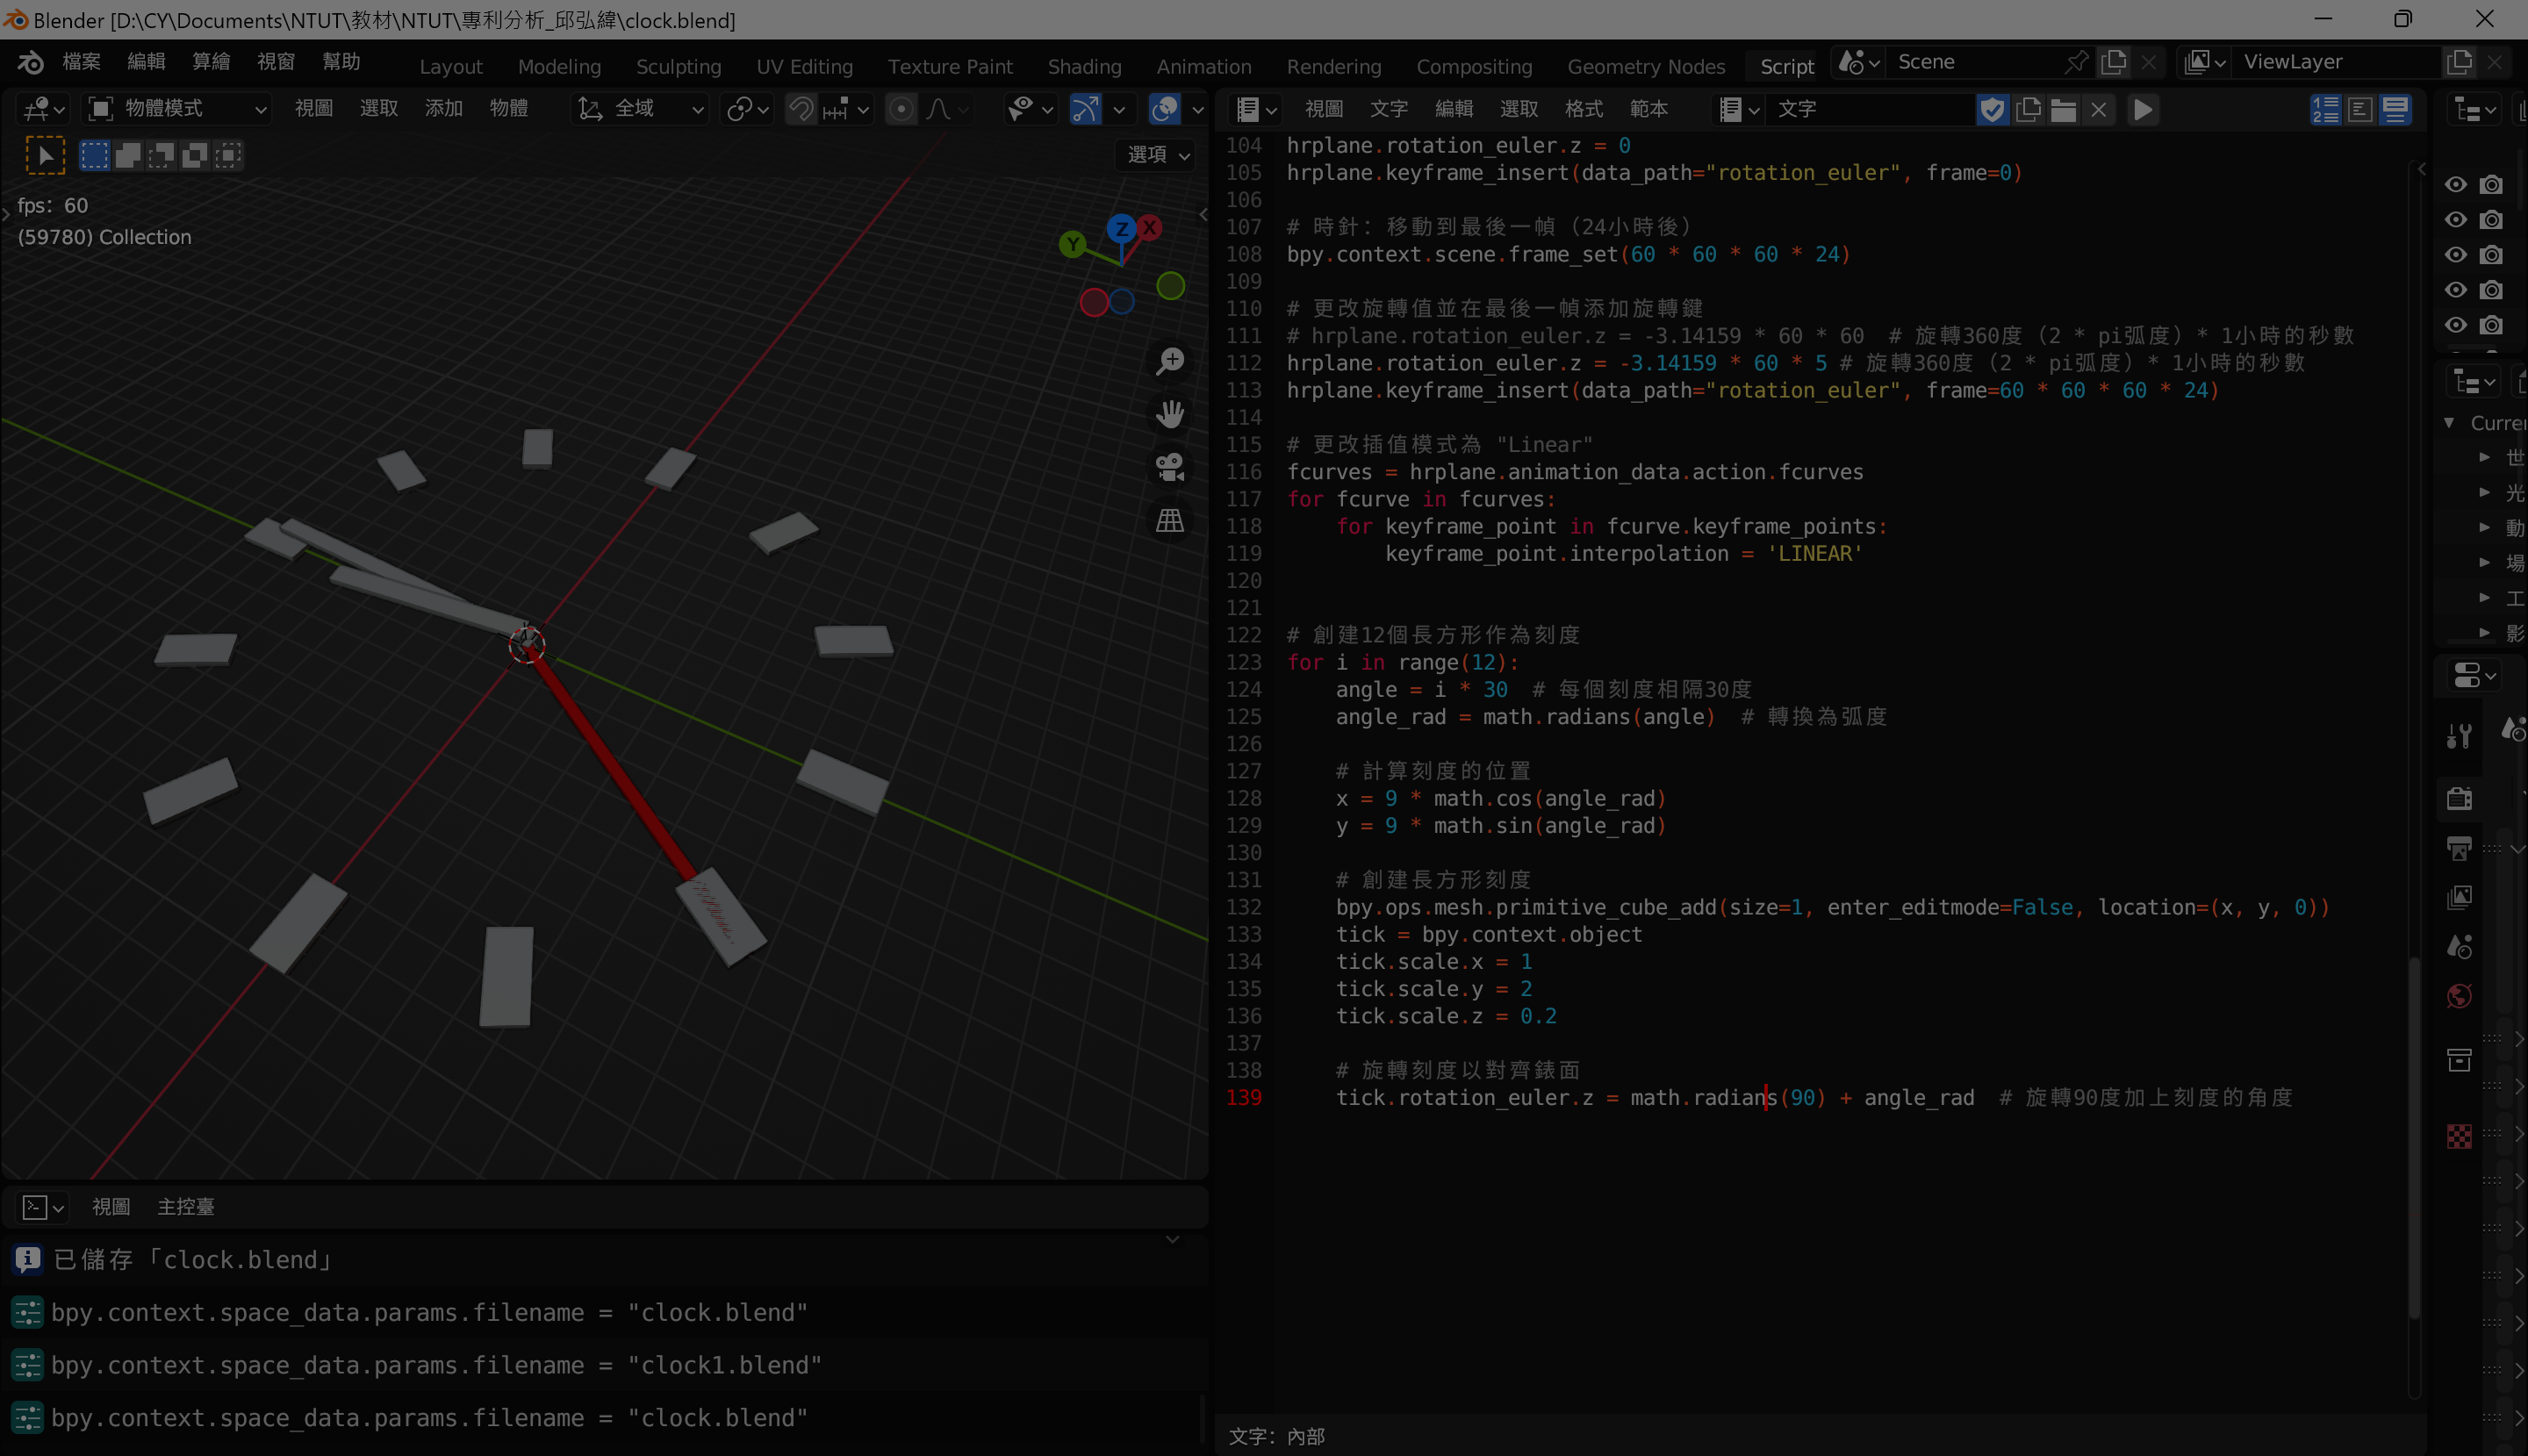 Blender [D:\CY\Documents\NTUT\教材\NTUT\專利分析_邱弘緯\clock.blend]
檔案 編輯 算繪 視窗 幫助 Layout Modeling Sculpting UV Editing Texture Paint Shading Animation Rendering Compositing Geometry Nodes Script Scene ViewLayer
物體模式 視圖 選取 添加 物體 全域
視圖 文字 編輯 選取 格式 範本 文字
選項
fps: 60
(59780) Collection
Z X Y
104 hrplane.rotation_euler.z = 0
105 hrplane.keyframe_insert(data_path="rotation_euler", frame=0)
106
107 # 時針: 移動到最後一幀（24小時後）
108 bpy.context.scene.frame_set(60 * 60 * 60 * 24)
109
110 # 更改旋轉值並在最後一幀添加旋轉鍵
111 # hrplane.rotation_euler.z = -3.14159 * 60 * 60  # 旋轉360度（2 * pi弧度）* 1小時的秒數
112 hrplane.rotation_euler.z = -3.14159 * 60 * 5 # 旋轉360度（2 * pi弧度）* 1小時的秒數
113 hrplane.keyframe_insert(data_path="rotation_euler", frame=60 * 60 * 60 * 24)
114
115 # 更改插值模式為 "Linear"
116 fcurves = hrplane.animation_data.action.fcurves
117 for fcurve in fcurves:
118     for keyframe_point in fcurve.keyframe_points:
119         keyframe_point.interpolation = 'LINEAR'
120
121
122 # 創建12個長方形作為刻度
123 for i in range(12):
124     angle = i * 30  # 每個刻度相隔30度
125     angle_rad = math.radians(angle)  # 轉換為弧度
126
127     # 計算刻度的位置
128     x = 9 * math.cos(angle_rad)
129     y = 9 * math.sin(angle_rad)
130
131     # 創建長方形刻度
132     bpy.ops.mesh.primitive_cube_add(size=1, enter_editmode=False, location=(x, y, 0))
133     tick = bpy.context.object
134     tick.scale.x = 1
135     tick.scale.y = 2
136     tick.scale.z = 0.2
137
138     # 旋轉刻度以對齊錶面
139     tick.rotation_euler.z = math.radians(90) + angle_rad  # 旋轉90度加上刻度的角度
文字: 內部
視圖 主控臺
已儲存「clock.blend」
bpy.context.space_data.params.filename = "clock.blend"
bpy.context.space_data.params.filename = "clock1.blend"
bpy.context.space_data.params.filename = "clock.blend"
Curre
世
光
動
場
工
影